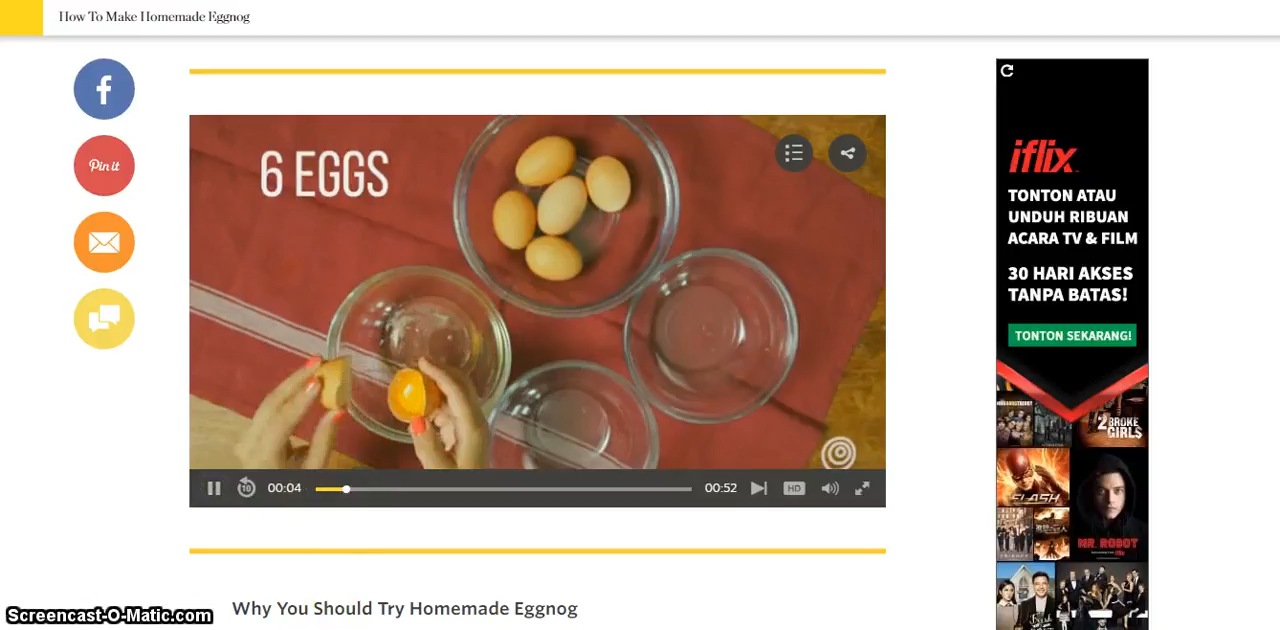 How To Make Homemade Eggnog
f
Pin it
6 EGGS
10
00:04
00:52
HD
Why You Should Try Homemade Eggnog
iflix
TONTON ATAU
UNDUH RIBUAN
ACARA TV & FILM
30 HARI AKSES
TANPA BATAS!
TONTON SEKARANG!
2 BROKE
GIRLS
FLASH
MR. ROBOT
Screencast-O-Matic.com